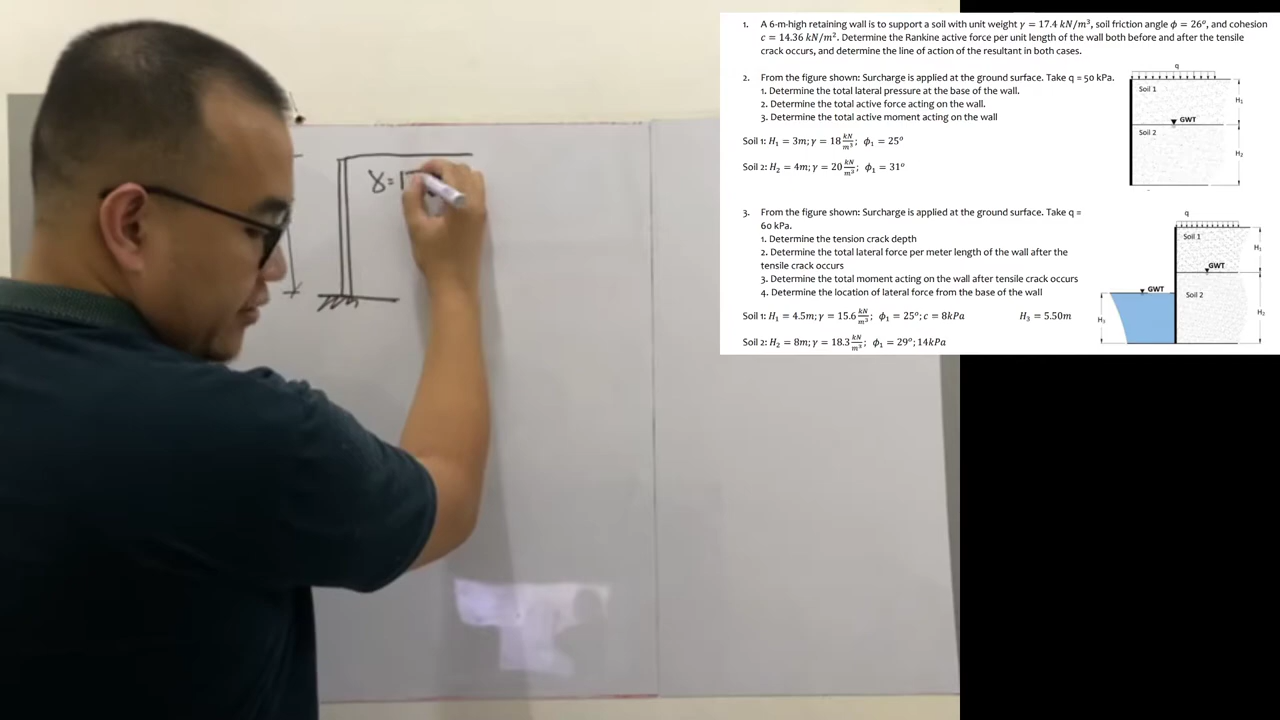 1. A 6-m-high retaining wall is to support a soil with unit weight γ = 17.4 kN/m³, soil friction angle ϕ = 26°, and cohesion
c = 14.36 kN/m². Determine the Rankine active force per unit length of the wall both before and after the tensile
crack occurs, and determine the line of action of the resultant in both cases.
2. From the figure shown: Surcharge is applied at the ground surface. Take q = 50 kPa.
1. Determine the total lateral pressure at the base of the wall.
2. Determine the total active force acting on the wall.
3. Determine the total active moment acting on the wall
Soil 1: H₁ = 3m; γ = 18 kN/m³; ϕ₁ = 25°
Soil 2: H₂ = 4m; γ = 20 kN/m³; ϕ₁ = 31°
q
Soil 1
H₁
GWT
Soil 2
H₂
3. From the figure shown: Surcharge is applied at the ground surface. Take q =
60 kPa.
1. Determine the tension crack depth
2. Determine the total lateral force per meter length of the wall after the
tensile crack occurs
3. Determine the total moment acting on the wall after tensile crack occurs
4. Determine the location of lateral force from the base of the wall
Soil 1: H₁ = 4.5m; γ = 15.6 kN/m³; ϕ₁ = 25°; c = 8kPa H₃ = 5.50m
Soil 2: H₂ = 8m; γ = 18.3 kN/m³; ϕ₁ = 29°; 14kPa
q
Soil 1
H₁
GWT
GWT
Soil 2
H₃
H₂
γ=17